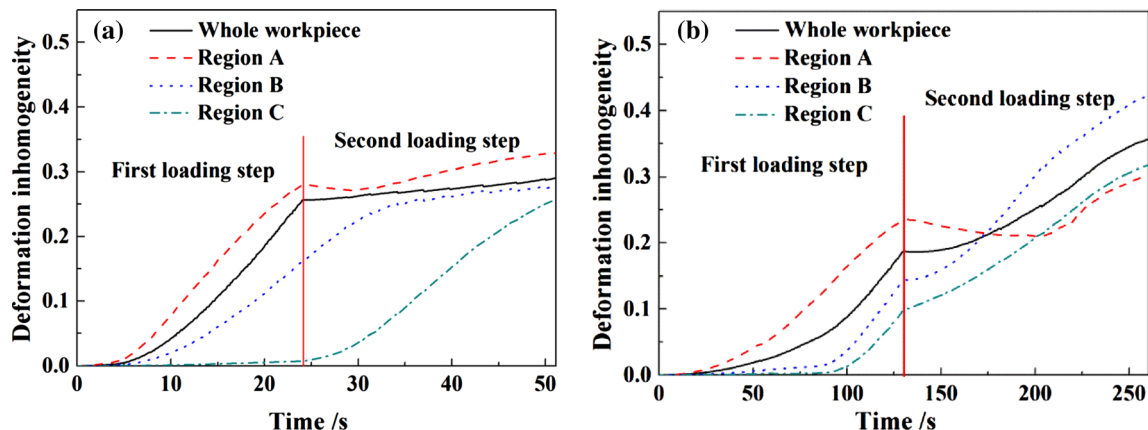 (a)
Whole workpiece
Region A
Region B
Region C
First loading step
Second loading step
Deformation inhomogeneity
0.5
0.4
0.3
0.2
0.1
0.0
0
10
20
30
40
50
Time /s
(b)
Whole workpiece
Region A
Region B
Region C
First loading step
Second loading step
Deformation inhomogeneity
0.5
0.4
0.3
0.2
0.1
0.0
0
50
100
150
200
250
Time /s